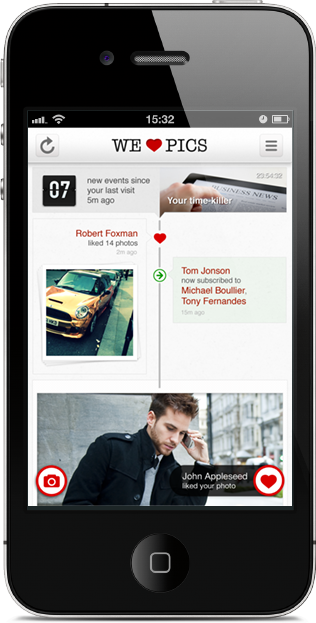 15:32
WE PICS
07
new events since
your last visit
5m ago
23:54:32
BUSINESS NEWS
Your time-killer
Robert Foxman
liked 14 photos
2m ago
Tom Jonson
now subscribed to
Michael Boullier,
Tony Fernandes
15m ago
John Appleseed
liked your photo